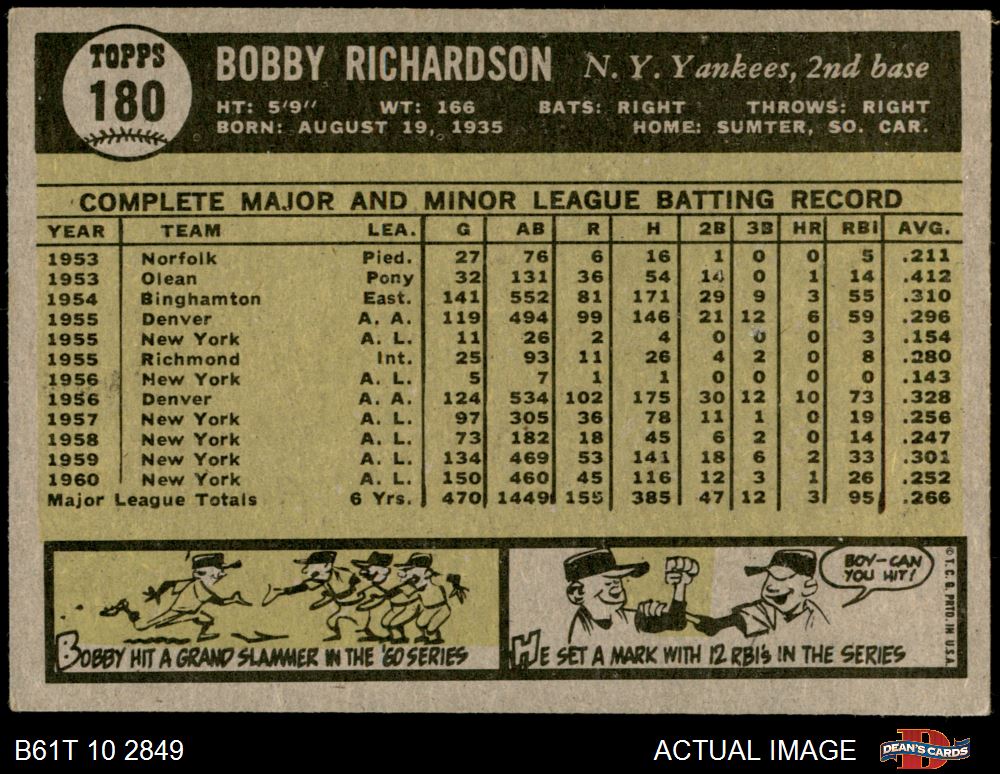 TOPPS
180
BOBBY RICHARDSON N. Y. Yankees, 2nd base
HT: 5'9" WT: 166 BATS: RIGHT THROWS: RIGHT
BORN: AUGUST 19, 1935 HOME: SUMTER, SO. CAR.
COMPLETE MAJOR AND MINOR LEAGUE BATTING RECORD
YEAR TEAM LEA. G AB R H 2B 3B HR RBI AVG.
1953 Norfolk Pied. 27 76 6 16 1 0 0 5 .211
1953 Olean Pony 32 131 36 54 14 0 1 14 .412
1954 Binghamton East. 141 552 81 171 29 9 3 55 .310
1955 Denver A. A. 119 494 99 146 21 12 6 59 .296
1955 New York A. L. 11 26 2 4 0 0 0 3 .154
1955 Richmond Int. 25 93 11 26 4 2 0 8 .280
1956 New York A. L. 5 7 1 1 0 0 0 0 .143
1956 Denver A. A. 124 534 102 175 30 12 10 73 .328
1957 New York A. L. 97 305 36 78 11 1 0 19 .256
1958 New York A. L. 73 182 18 45 6 2 0 14 .247
1959 New York A. L. 134 469 53 141 18 6 2 33 .301
1960 New York A. L. 150 460 45 116 12 3 1 26 .252
Major League Totals 6 Yrs. 470 1449 155 385 47 12 3 95 .266
BOBBY HIT A GRAND SLAMMER IN THE '60 SERIES
BOY-CAN
YOU HIT!
HE SET A MARK WITH 12 RBI's IN THE SERIES
© T. C. G. PRTD. IN U.S.A.
B61T 10 2849
ACTUAL IMAGE
DEAN'S CARDS